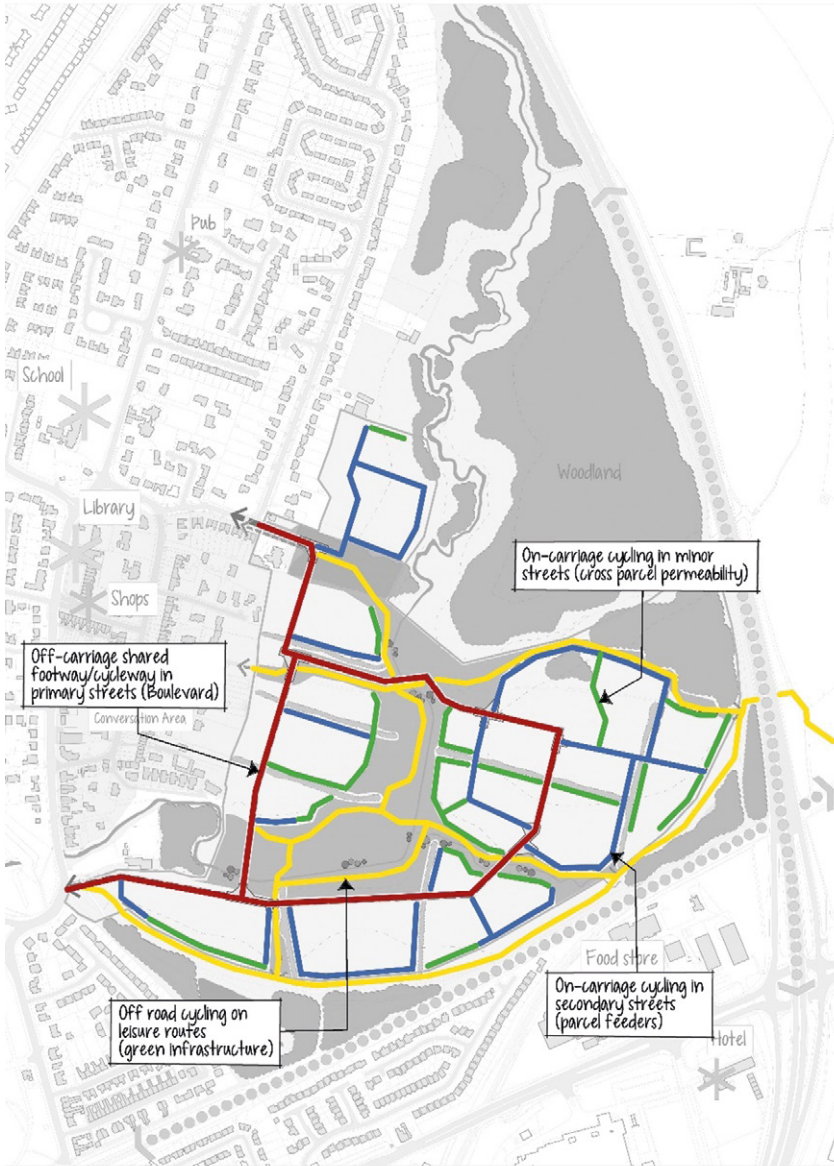 Pub
School
Library
Woodland
On-carriage cycling in minor
streets (cross parcel permeability)
Shops
Off-carriage shared
footway/cycleway in
primary streets (Boulevard)
Conversation Area
Food store
On-carriage cycling in
secondary streets
(parcel feeders)
Off road cycling on
leisure routes
(green infrastructure)
Hotel